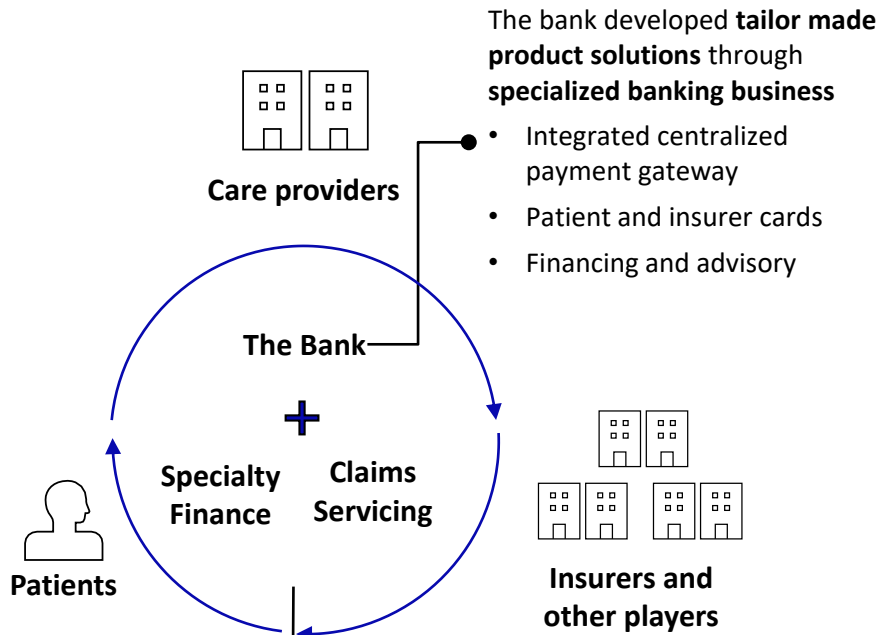 The bank developed tailor made
product solutions through
specialized banking business
• Integrated centralized
payment gateway
• Patient and insurer cards
• Financing and advisory
Care providers
The Bank
Specialty
Finance
Claims
Servicing
Patients
Insurers and
other players